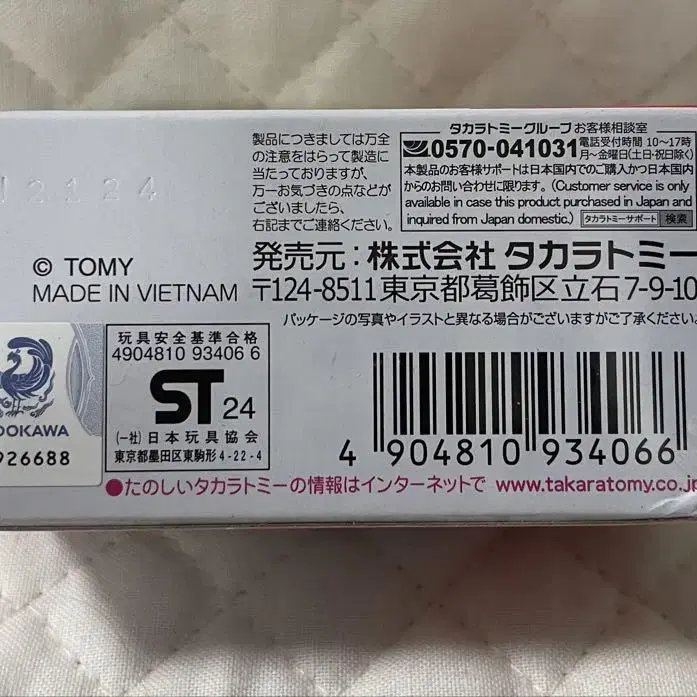 製品につきましては万全
の注意をはらって製造に
当たっておりますが、
万一お気づきの点などが
ございましたら、
右記までご連絡ください。
タカラトミーグループ お客様相談室
0570-041031 電話受付時間 10〜17時
月〜金曜日(土日・祝日除く)
本製品のお客様サポートは日本国内でのご購入かつ日本国内
からのお問い合わせに限ります。(Customer service is only
available in case this product purchased in Japan and
inquired from Japan domestic.) タカラトミーサポート 検索
2124
© TOMY
MADE IN VIETNAM
発売元:株式会社 タカラトミー
〒124-8511 東京都葛飾区立石7-9-10
パッケージの写真やイラストと異なる場合がございますがご了承ください。
OOKAWA
926688
玩具安全基準合格
4904810 93406 6
ST 24
(一社)日本玩具協会
東京都墨田区東駒形4-22-4
4 904810 934066
●たのしいタカラトミーの情報はインターネットで www.takaratomy.co.jp